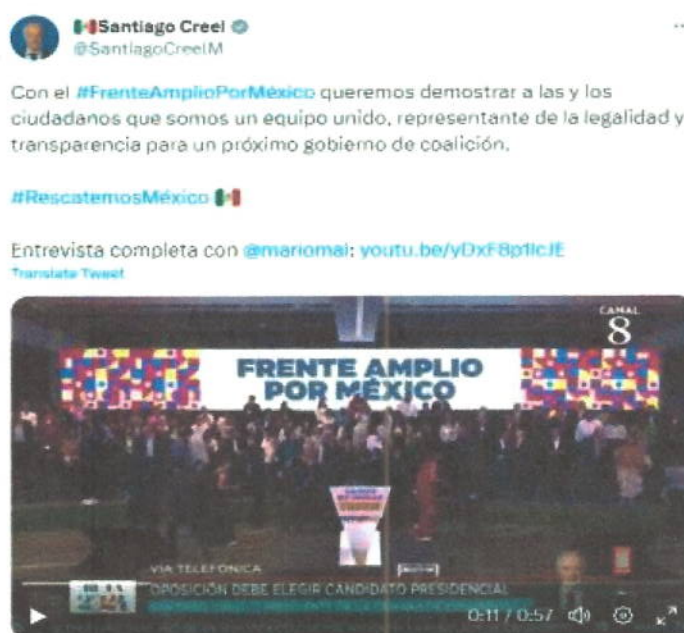 Santiago Creel
@SantiagoCreelM
Con el #FrenteAmplioPorMéxico queremos demostrar a las y los
ciudadanos que somos un equipo unido, representante de la legalidad y
transparencia para un próximo gobierno de coalición.
#RescatemosMéxico
Entrevista completa con @mariomal: youtu.be/yDxF8p1lcJE
Translate Tweet
CANAL
8
FRENTE AMPLIO
POR MÉXICO
VIA TELEFONICA
OPOSICIÓN DEBE ELEGIR CANDIDATO PRESIDENCIAL
0:11 / 0:57